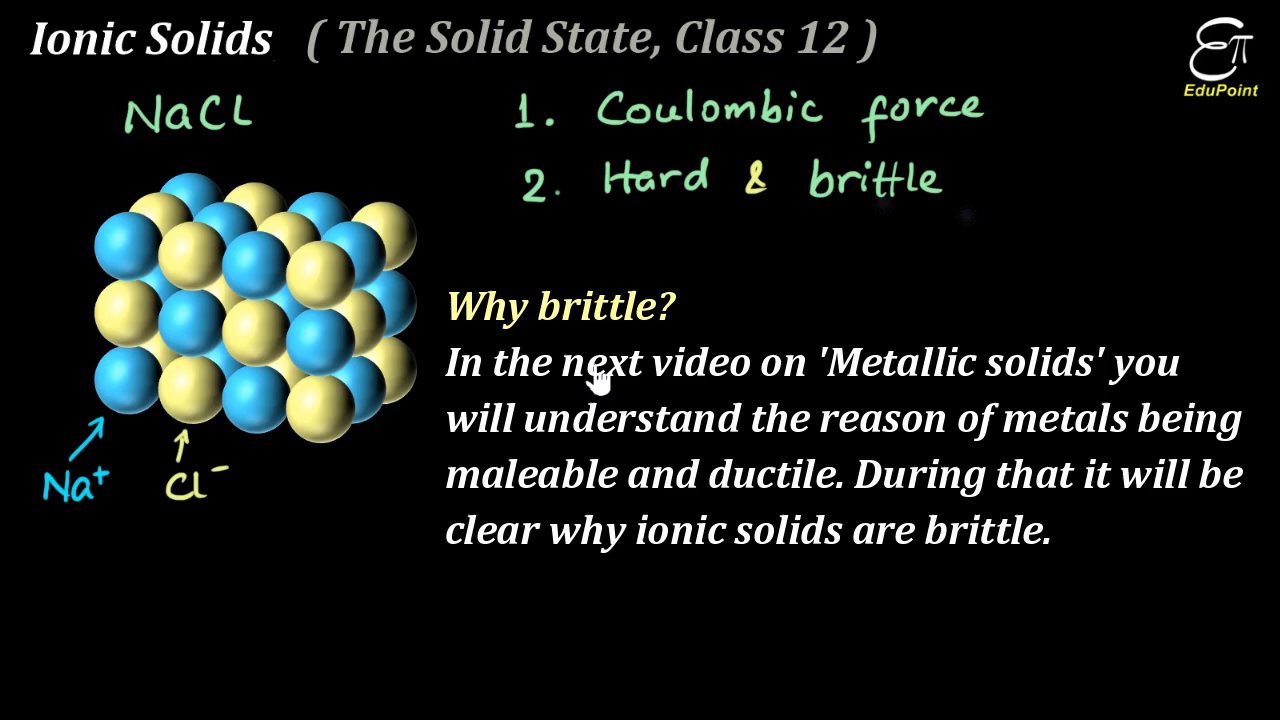 Ionic Solids ( The Solid State, Class 12 )
Eπ
EduPoint
NaCL
1. Coulombic force
2. Hard & brittle
Why brittle?
In the next video on 'Metallic solids' you
will understand the reason of metals being
maleable and ductile. During that it will be
clear why ionic solids are brittle.
Na⁺
Cl⁻